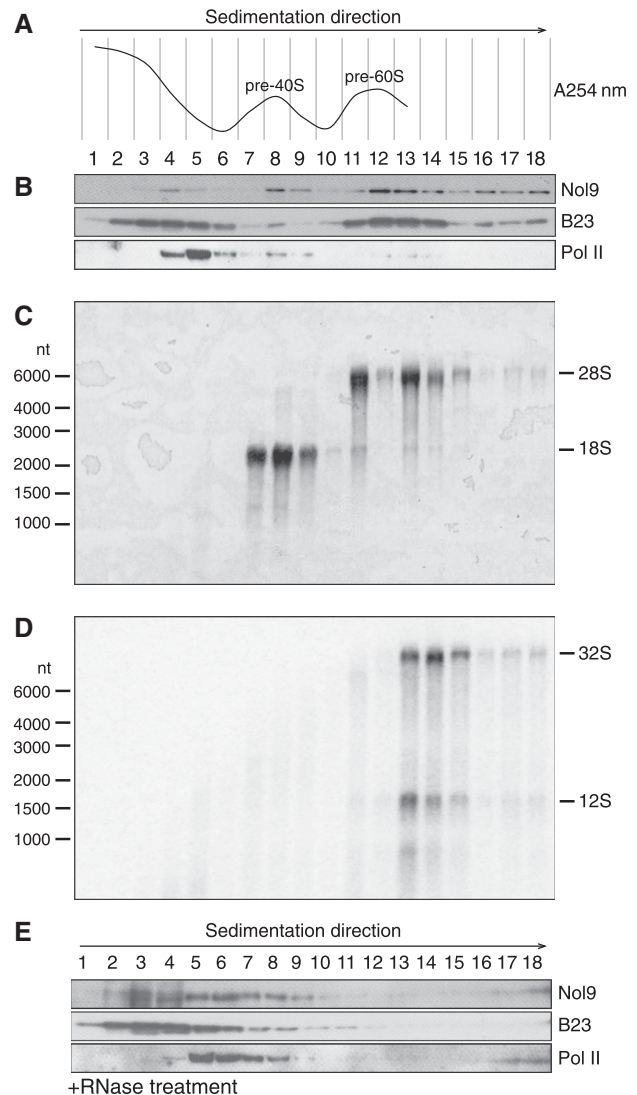 A
Sedimentation direction
pre-40S
pre-60S
A254 nm
1 2 3 4 5 6 7 8 9 10 11 12 13 14 15 16 17 18
B
Nol9
B23
Pol II
C
nt
6000
28S
4000
3000
18S
2000
1500
1000
D
32S
nt
6000
4000
3000
2000
12S
1500
1000
E
Sedimentation direction
1 2 3 4 5 6 7 8 9 10 11 12 13 14 15 16 17 18
Nol9
B23
Pol II
+RNase treatment